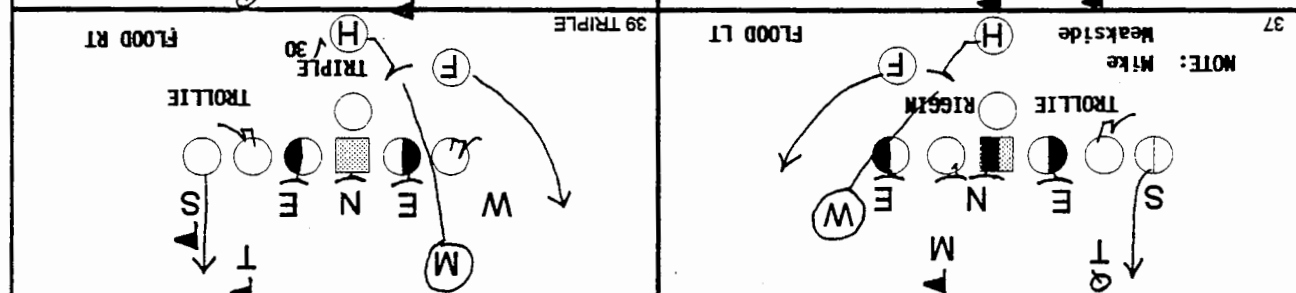 T M
S E N E W
TROLLIE RIGGIN
NOTE: Mike
Weakside
H F
FLOOD LT
37
M T
W E N E S
TROLLIE
F TRIPLE
H 30
FLOOD RT
39 TRIPLE